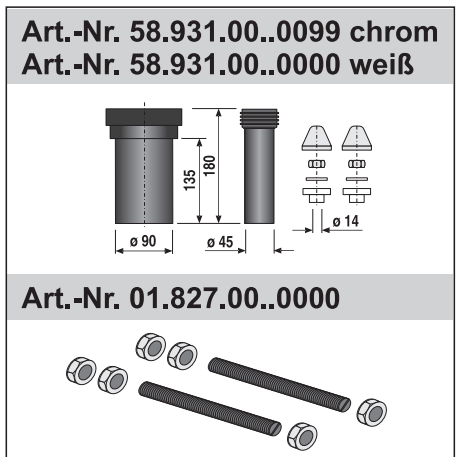 Art.-Nr. 58.931.00..0099 chrom
Art.-Nr. 58.931.00..0000 weiß
135
180
ø 90
ø 45
ø 14
Art.-Nr. 01.827.00..0000